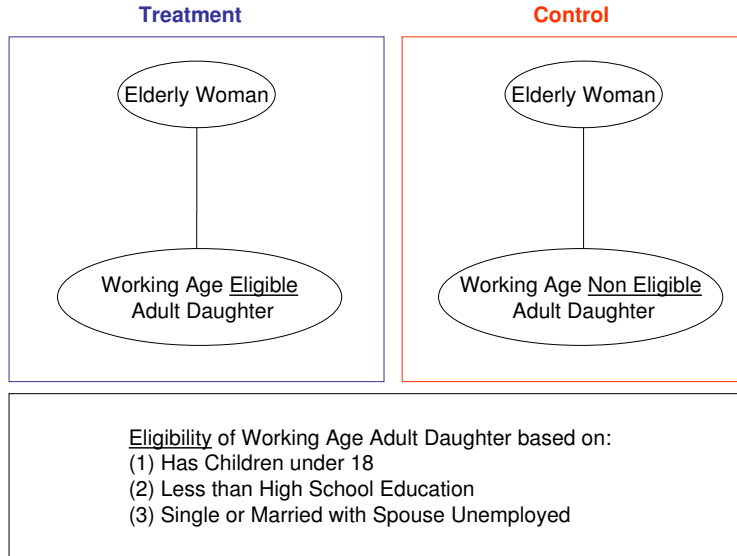 Treatment
Control
Elderly Woman
Elderly Woman
Working Age Eligible
Adult Daughter
Working Age Non Eligible
Adult Daughter
Eligibility of Working Age Adult Daughter based on:
(1) Has Children under 18
(2) Less than High School Education
(3) Single or Married with Spouse Unemployed